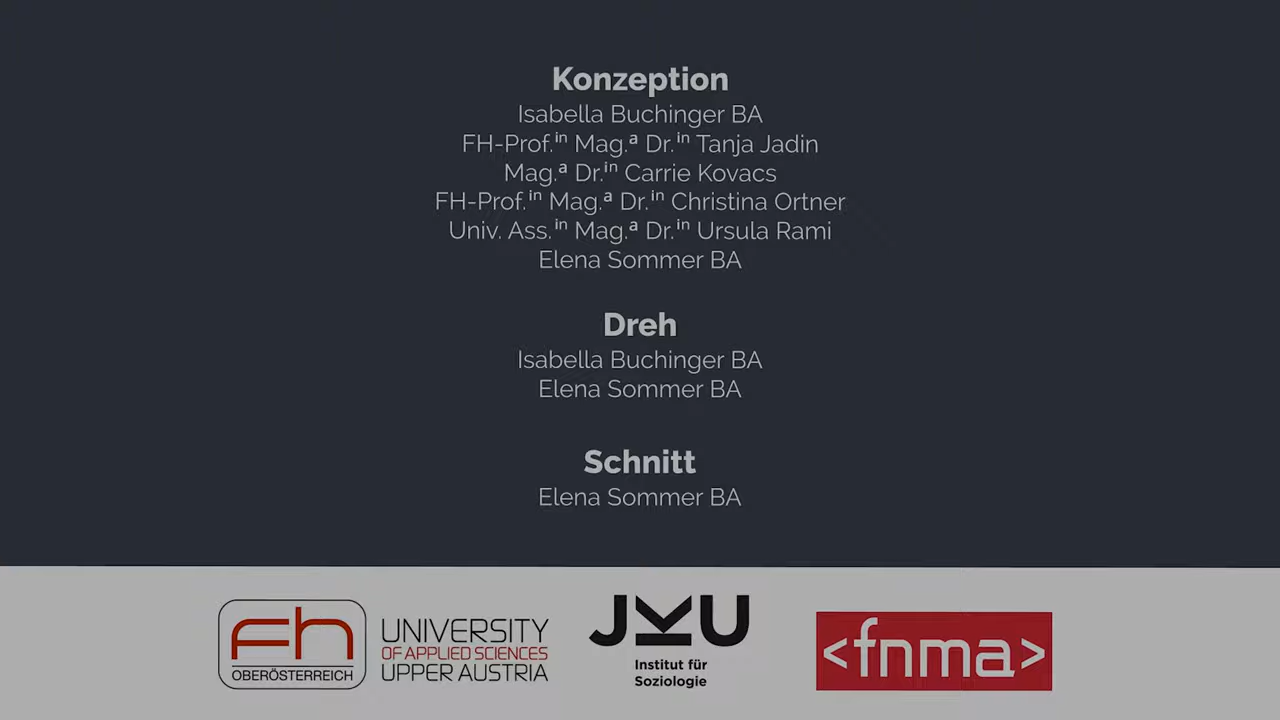 Konzeption
Isabella Buchinger BA
FH-Prof.ⁱⁿ Mag.ª Dr.ⁱⁿ Tanja Jadin
Mag.ª Dr.ⁱⁿ Carrie Kovacs
FH-Prof.ⁱⁿ Mag.ª Dr.ⁱⁿ Christina Ortner
Univ. Ass.ⁱⁿ Mag.ª Dr.ⁱⁿ Ursula Rami
Elena Sommer BA
Dreh
Isabella Buchinger BA
Elena Sommer BA
Schnitt
Elena Sommer BA
fh
OBERÖSTERREICH
UNIVERSITY
OF APPLIED SCIENCES
UPPER AUSTRIA
JKU
Institut für
Soziologie
<fnma>